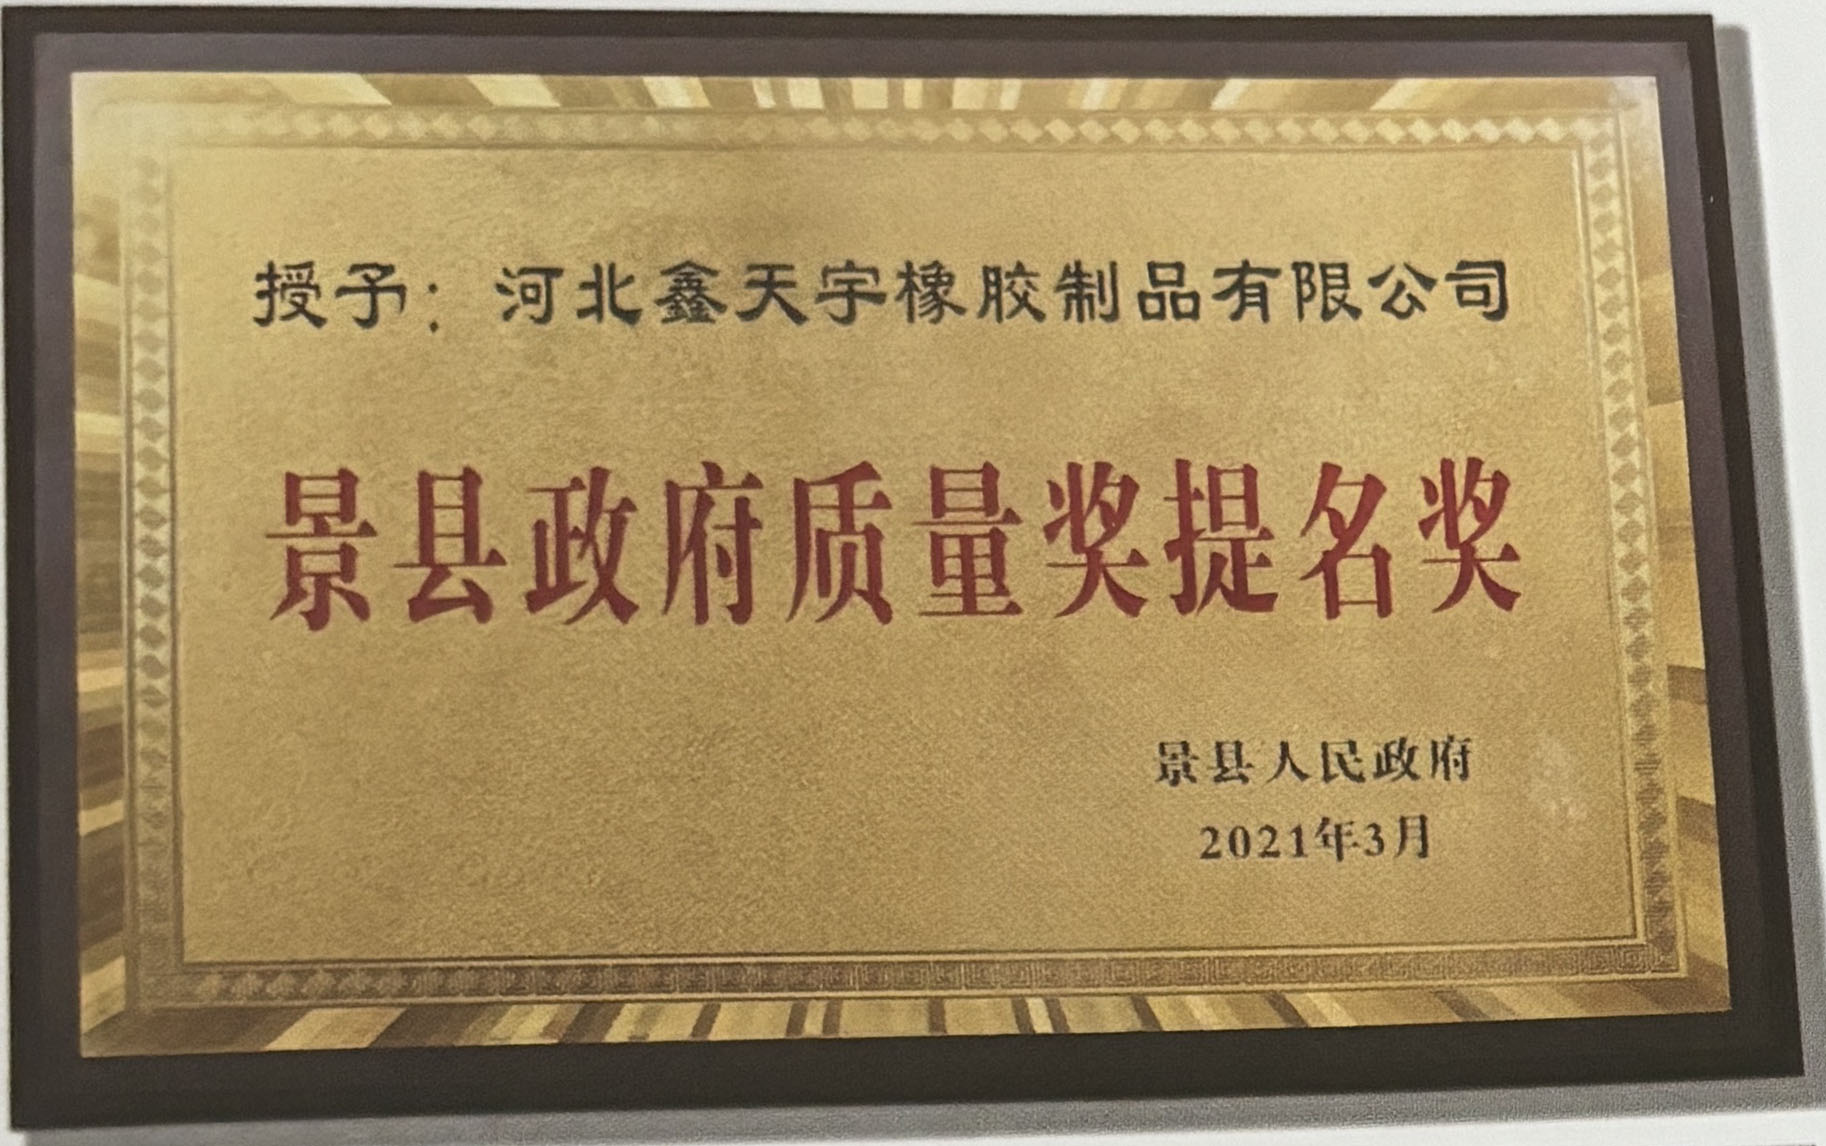 授予：河北鑫天宇橡胶制品有限公司
景县政府质量奖提名奖
景县人民政府
2021年3月